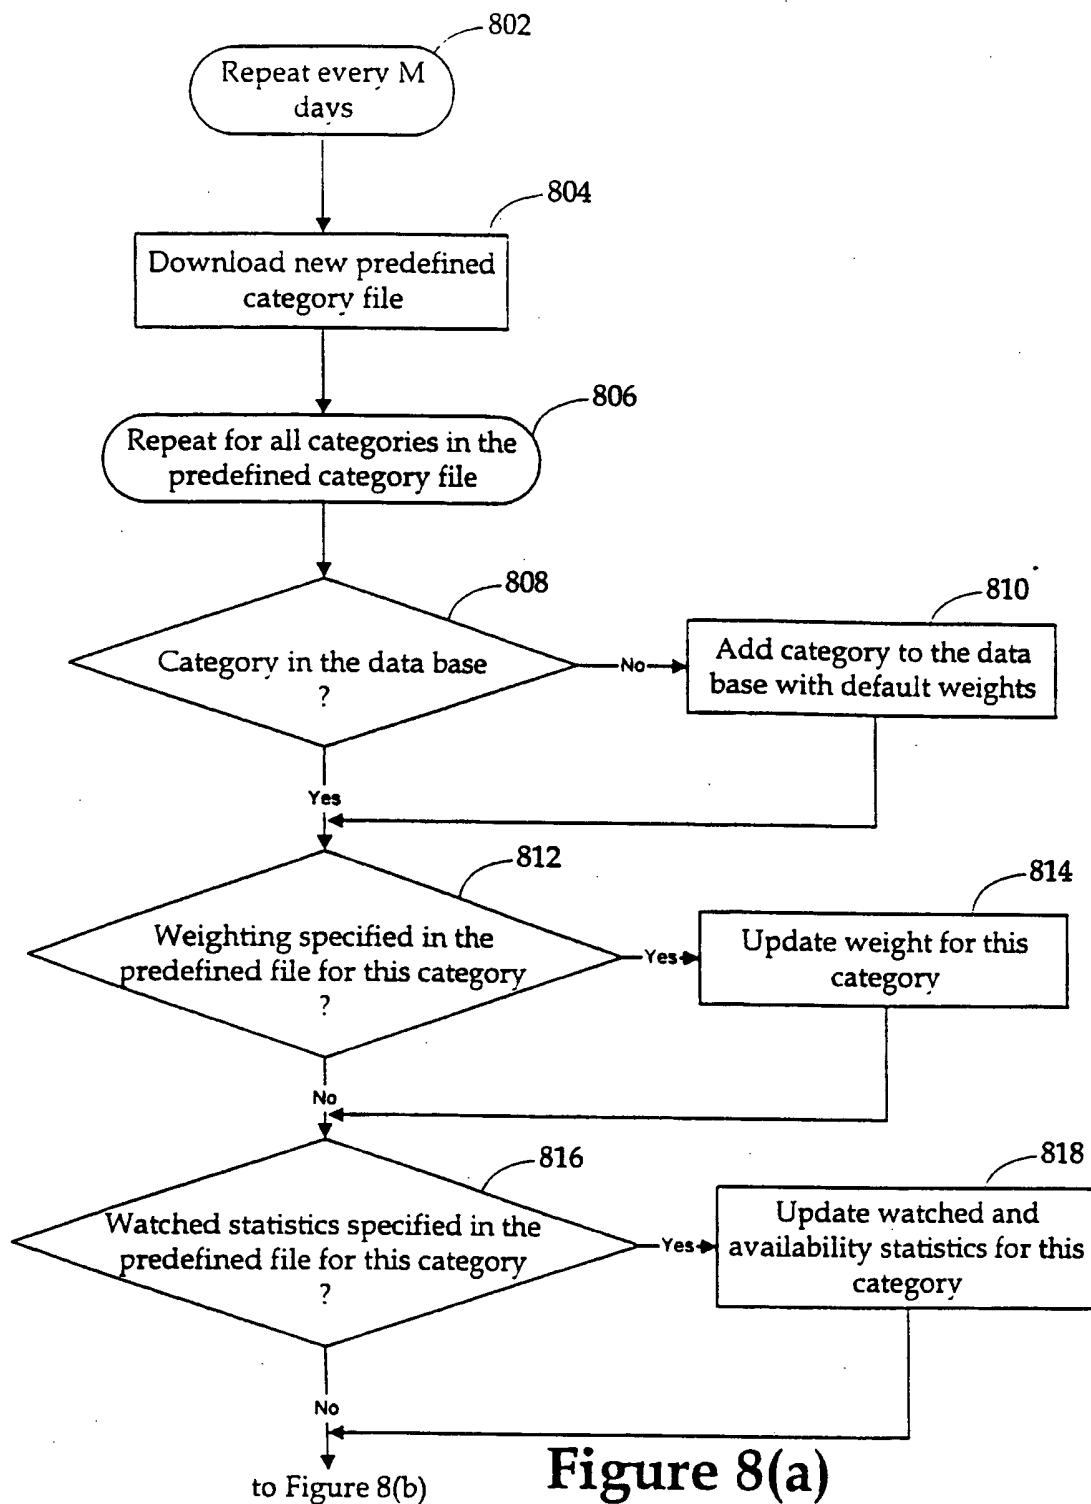 802
Repeat every M
days
804
Download new predefined
category file
806
Repeat for all categories in the
predefined category file
808
Category in the data base
?
No
810
Add category to the data
base with default weights
Yes
812
Weighting specified in the
predefined file for this category
?
Yes
814
Update weight for this
category
No
816
Watched statistics specified in the
predefined file for this category
?
Yes
818
Update watched and
availability statistics for this
category
No
to Figure 8(b)
Figure 8(a)